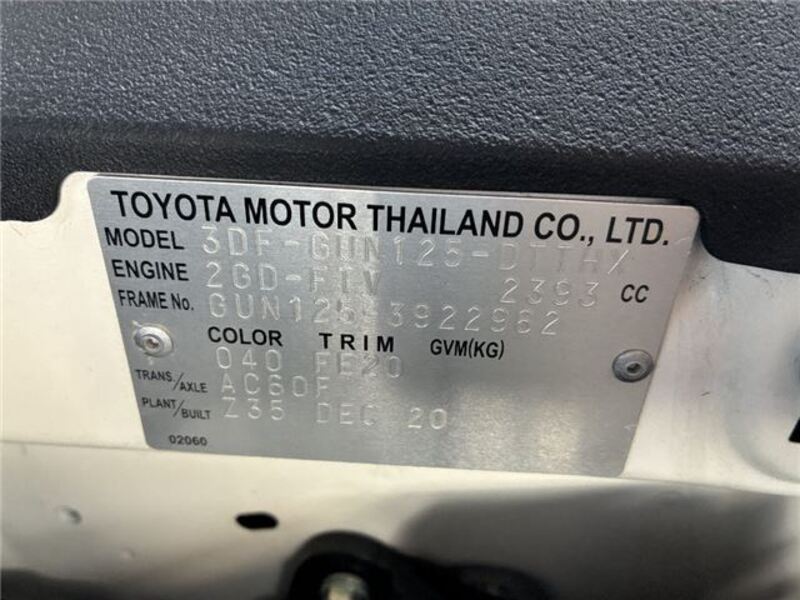 TOYOTA MOTOR THAILAND CO., LTD.
MODEL 3DF-GUN125-DTTHX
ENGINE 2GD-FTV 2393 CC
FRAME No. GUN125-3922962
COLOR TRIM GVM(KG)
040 FE20
TRANS./AXLE AC60F
PLANT/BUILT Z35 DEC 20
02060